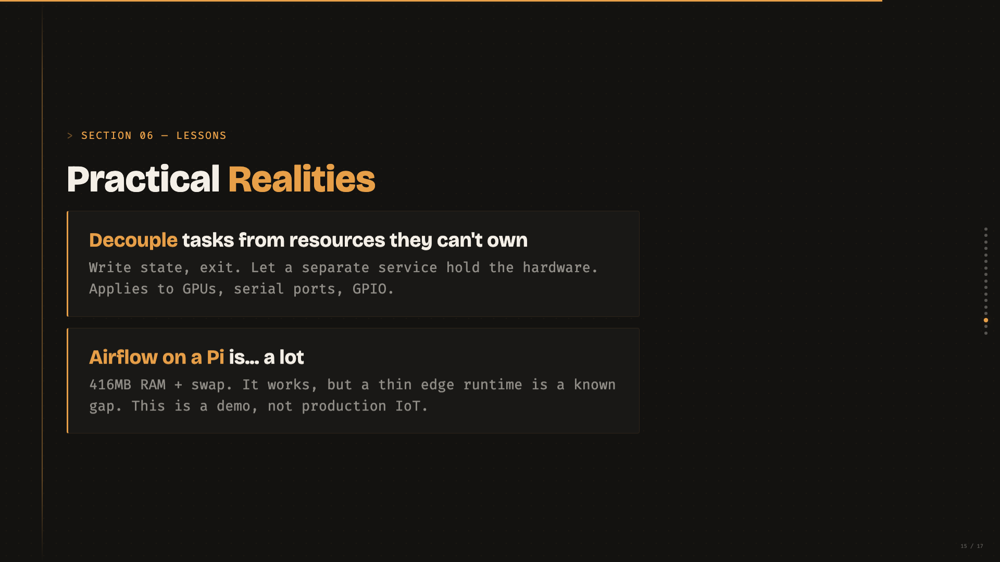 > SECTION 06 — LESSONS
Practical Realities
Decouple tasks from resources they can't own
Write state, exit. Let a separate service hold the hardware.
Applies to GPUs, serial ports, GPIO.
Airflow on a Pi is... a lot
416MB RAM + swap. It works, but a thin edge runtime is a known
gap. This is a demo, not production IoT.
15 / 17